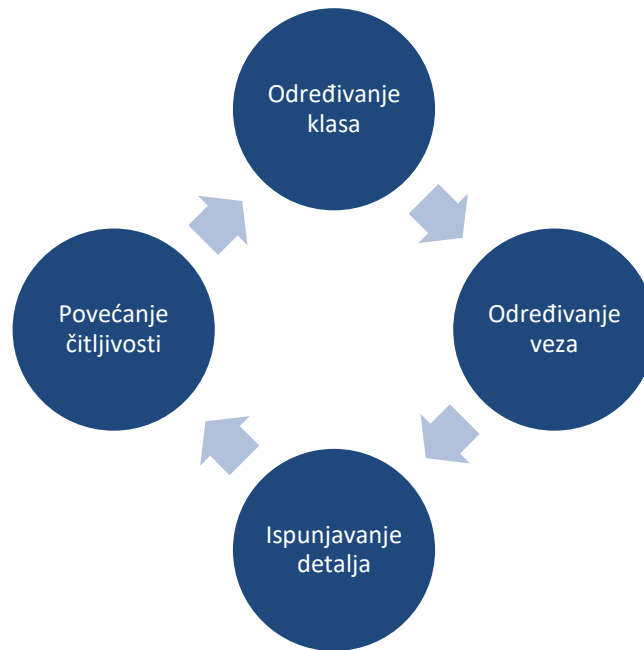 Određivanje
klasa
Određivanje
veza
Ispunjavanje
detalja
Povećanje
čitljivosti